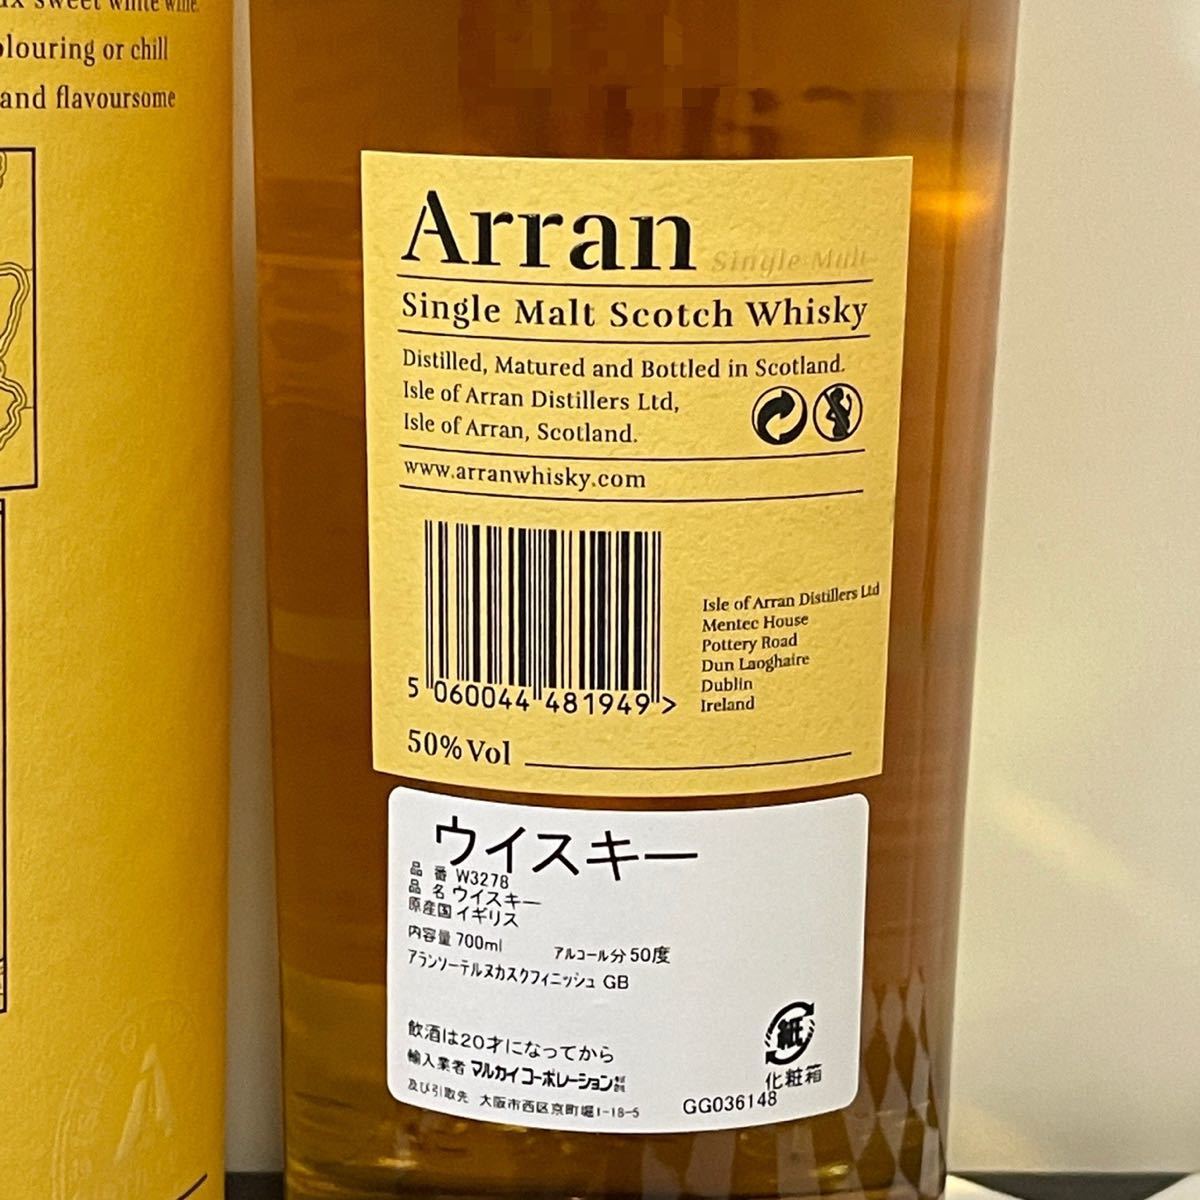 sweet white wine.
olouring or chill
and flavoursome
Arran
Single Malt
Single Malt Scotch Whisky
Distilled, Matured and Bottled in Scotland.
Isle of Arran Distillers Ltd,
Isle of Arran, Scotland.
www.arranwhisky.com
5 060044 481949 >
Isle of Arran Distillers Ltd
Mentec House
Pottery Road
Dun Laoghaire
Dublin
Ireland
50% Vol
ウイスキー
品番 W3278
品名 ウイスキー
原産国 イギリス
内容量 700ml アルコール分 50度
アランソーテルヌカスクフィニッシュ GB
飲酒は20才になってから
輸入業者 マルカイコーポレーション株式会社
及び引取先 大阪市西区京町堀1-18-5
紙
化粧箱
GG036148
A